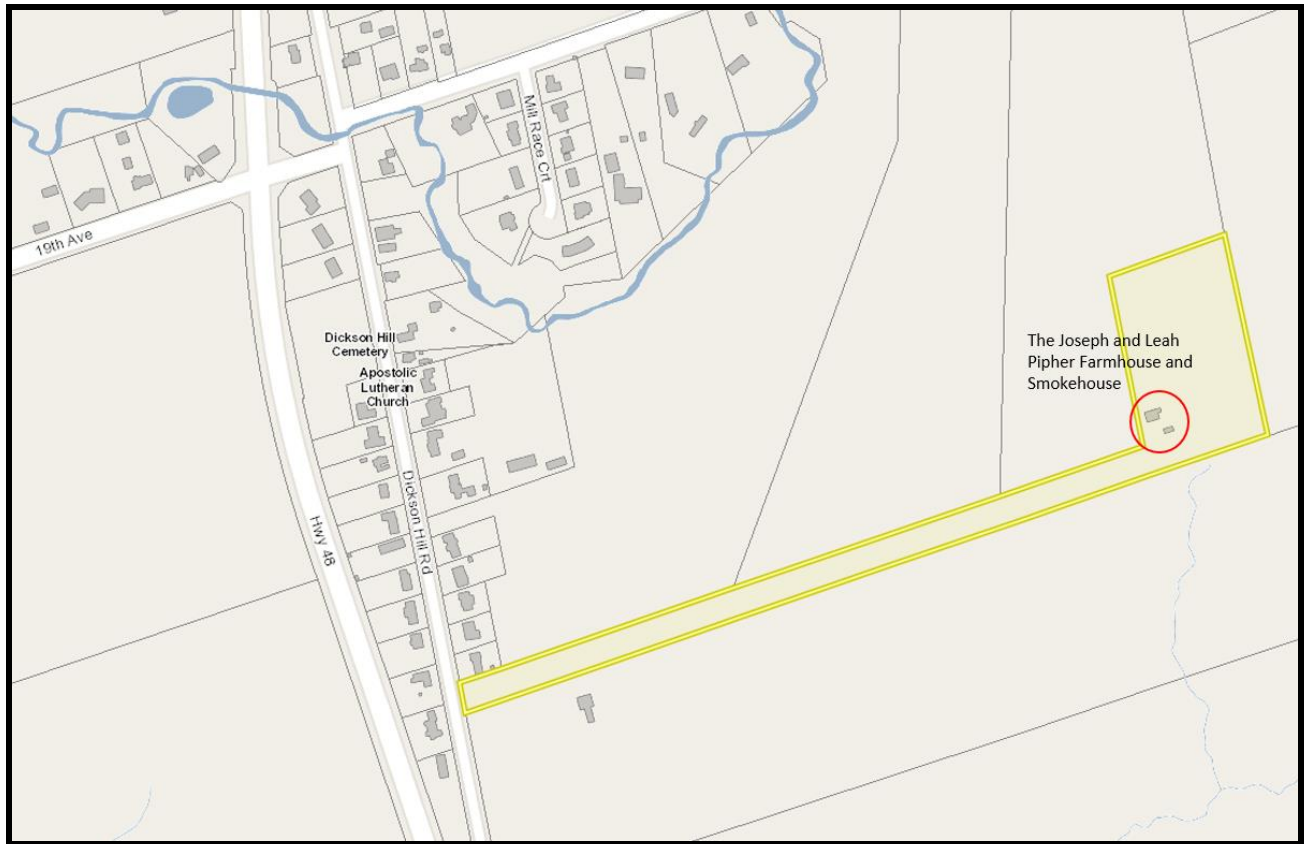 Mill Race Crt
19th Ave
Dickson Hill
Cemetery
Apostolic
Lutheran
Church
The Joseph and Leah
Pipher Farmhouse and
Smokehouse
Hwy 48
Dickson Hill Rd